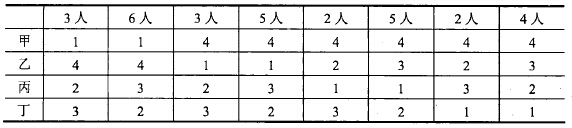 3人 6人 3人 5人 2人 5人 2人 4人
甲 1 1 4 4 4 4 4 4
乙 4 4 1 1 2 3 2 3
丙 2 3 2 3 1 1 3 2
丁 3 2 3 2 3 2 1 1